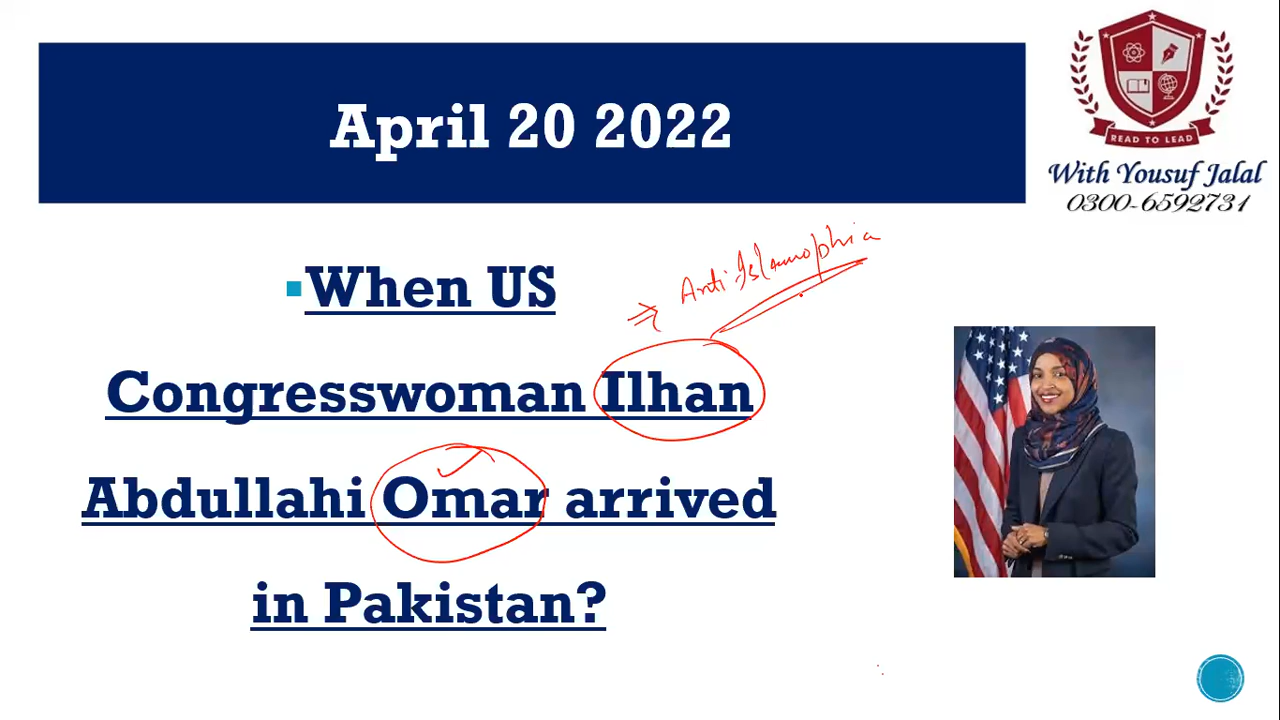 April 20 2022
READ TO LEAD
With Yousuf Jalal
0300-6592731
When US
⇒ Anti Islamophia
Congresswoman Ilhan
Abdullahi Omar arrived
in Pakistan?